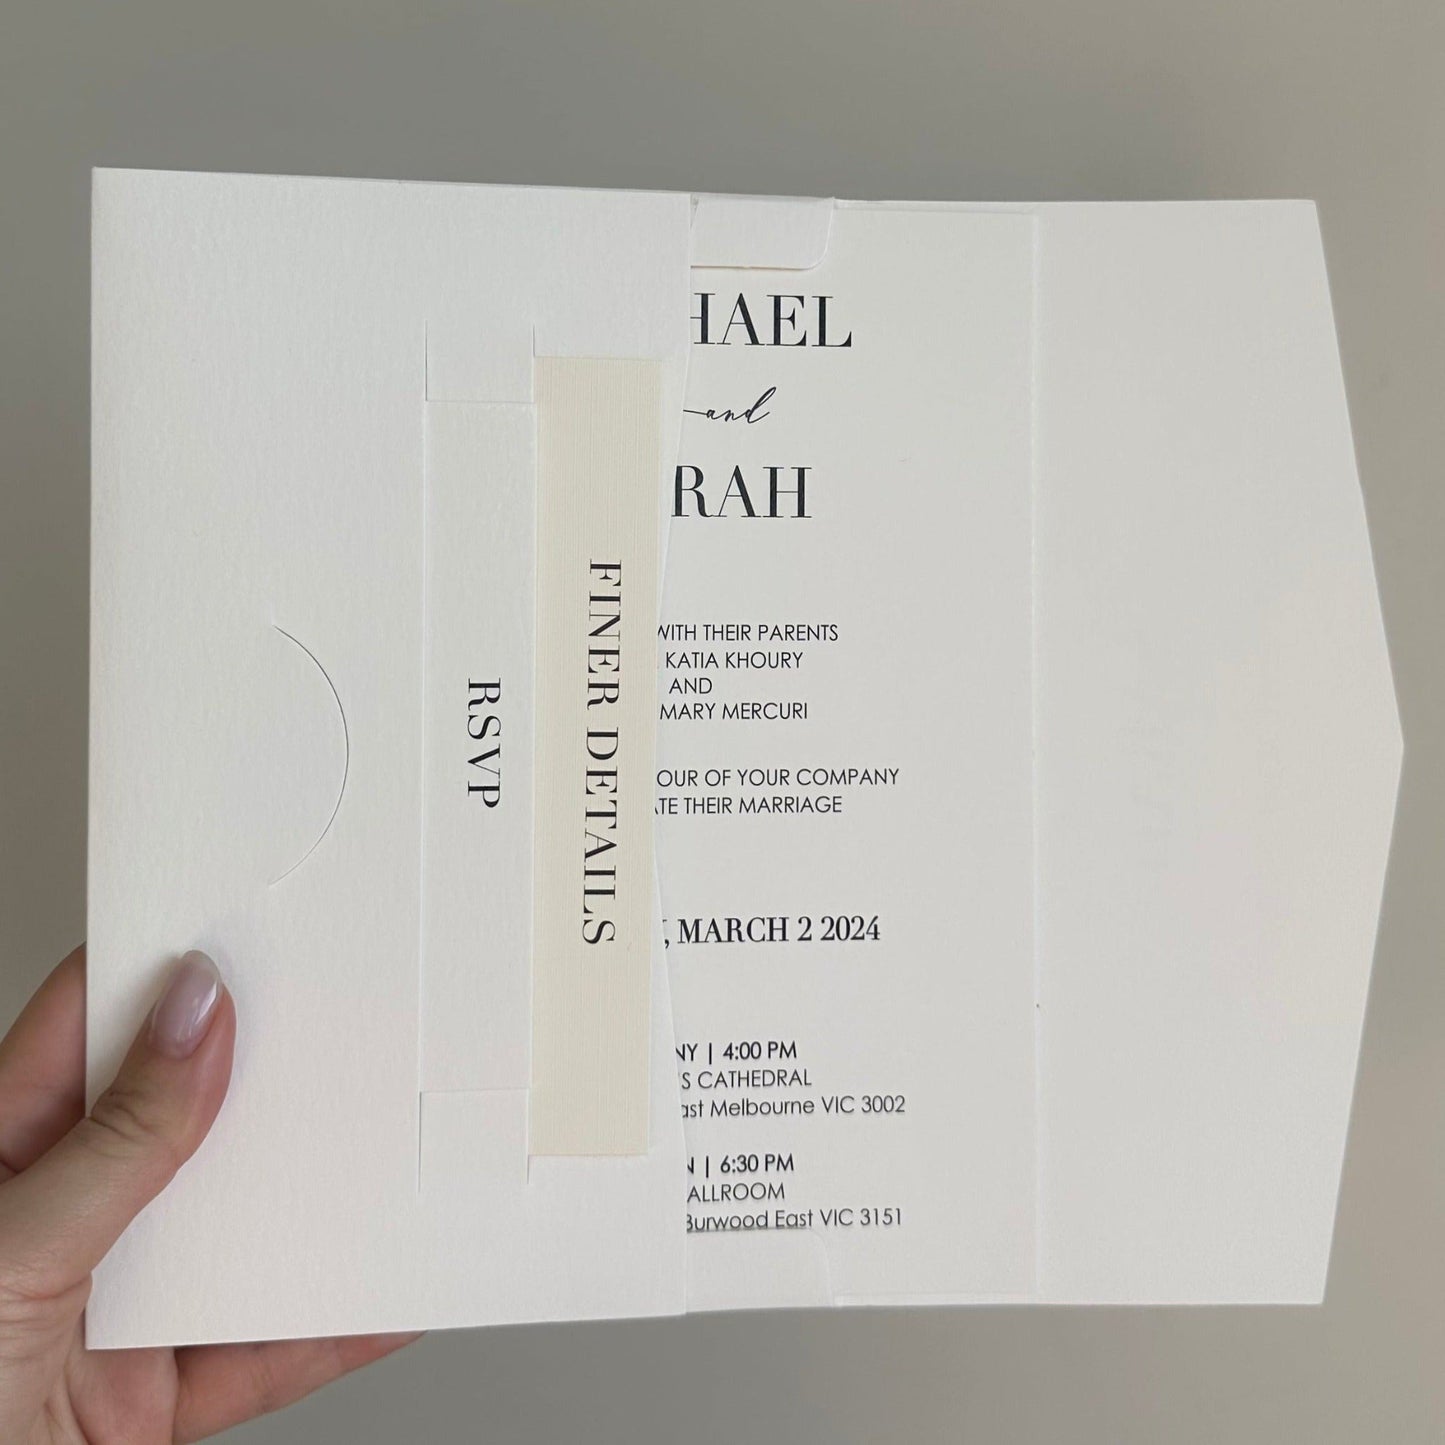 RSVP
FINER DETAILS
HAEL
and
RAH
WITH THEIR PARENTS
KATIA KHOURY
AND
MARY MERCURI
OUR OF YOUR COMPANY
TE THEIR MARRIAGE
, MARCH 2 2024
NY | 4:00 PM
S CATHEDRAL
ast Melbourne VIC 3002
N | 6:30 PM
ALLROOM
Burwood East VIC 3151